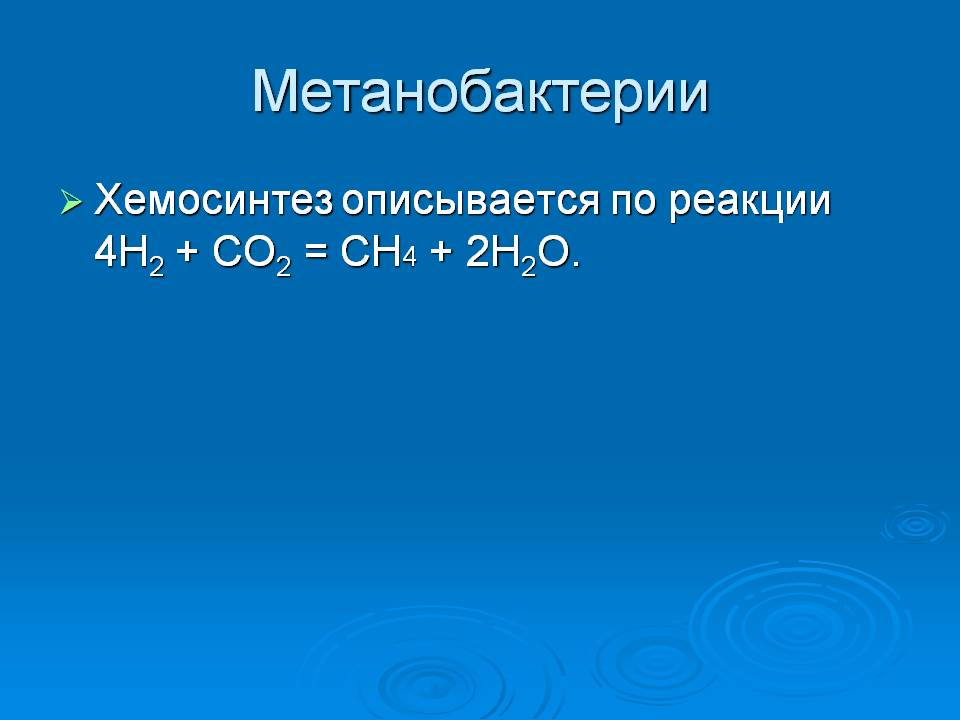 Метанобактерии
Хемосинтез описывается по реакции
4H₂ + CO₂ = CH₄ + 2H₂O.